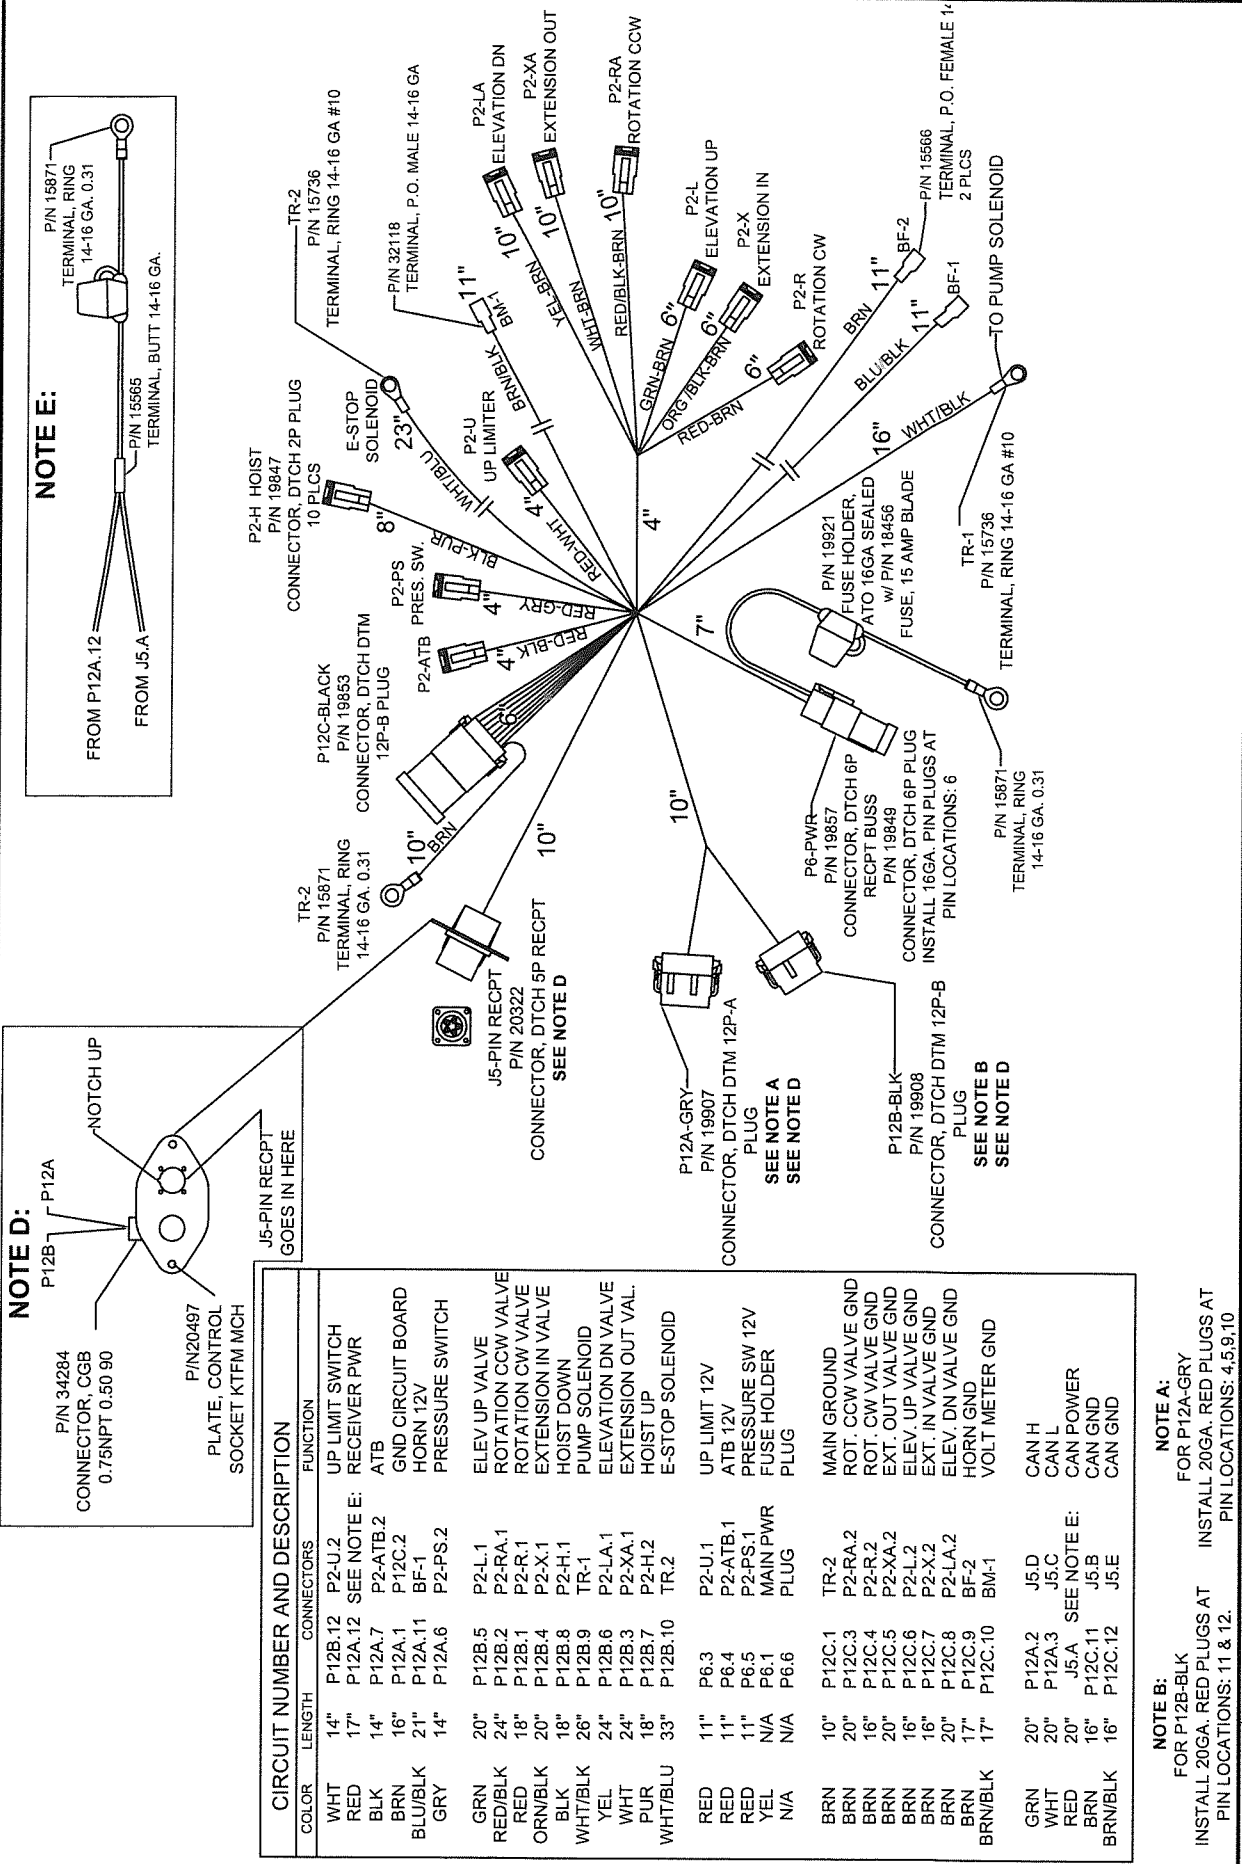 NOTE D:
P12B
P12A
NOTCH UP
P/N 34284
CONNECTOR, CGB
0.75NPT 0.50 90
P/N20497
PLATE, CONTROL
SOCKET KTFM MCH
J5-PIN RECPT
GOES IN HERE
NOTE E:
FROM P12A.12
FROM J5.A
P/N 15565
TERMINAL, BUTT 14-16 GA.
P/N 15871
TERMINAL, RING
14-16 GA. 0.31
CIRCUIT NUMBER AND DESCRIPTION
COLOR LENGTH CONNECTORS FUNCTION
WHT 14" P12B.12 P2-U.2 UP LIMIT SWITCH
RED 17" P12A.12 SEE NOTE E: RECEIVER PWR
BLK 14" P12A.7 P2-ATB.2 ATB
BRN 16" P12A.1 P12C.2 GND CIRCUIT BOARD
BLU/BLK 21" P12A.11 BF-1 HORN 12V
GRY 14" P12A.6 P2-PS.2 PRESSURE SWITCH
GRN 20" P12B.5 P2-L.1 ELEV UP VALVE
RED/BLK 24" P12B.2 P2-RA.1 ROTATION CCW VALVE
RED 18" P12B.1 P2-R.1 ROTATION CW VALVE
ORN/BLK 20" P12B.4 P2-X.1 EXTENSION IN VALVE
BLK 18" P12B.8 P2-H.1 HOIST DOWN
WHT/BLK 26" P12B.9 TR-1 PUMP SOLENOID
YEL 24" P12B.6 P2-LA.1 ELEVATION DN VALVE
WHT 24" P12B.3 P2-XA.1 EXTENSION OUT VAL.
PUR 18" P12B.7 P2-H.2 HOIST UP
WHT/BLU 33" P12B.10 TR.2 E-STOP SOLENOID
RED 11" P6.3 P2-U.1 UP LIMIT 12V
RED 11" P6.4 P2-ATB.1 ATB 12V
RED 11" P6.5 P2-PS.1 PRESSURE SW 12V
YEL N/A P6.1 MAIN PWR FUSE HOLDER
N/A N/A P6.6 PLUG PLUG
BRN 10" P12C.1 TR-2 MAIN GROUND
BRN 20" P12C.3 P2-RA.2 ROT. CCW VALVE GND
BRN 16" P12C.4 P2-R.2 ROT. CW VALVE GND
BRN 20" P12C.5 P2-XA.2 EXT. OUT VALVE GND
BRN 16" P12C.6 P2-L.2 ELEV. UP VALVE GND
BRN 16" P12C.7 P2-X.2 EXT. IN VALVE GND
BRN 20" P12C.8 P2-LA.2 ELEV. DN VALVE GND
BRN 17" P12C.9 BF-2 HORN GND
BRN/BLK 17" P12C.10 BM-1 VOLT METER GND
GRN 20" P12A.2 J5.D CAN H
WHT 20" P12A.3 J5.C CAN L
RED 20" J5.A SEE NOTE E: CAN POWER
BRN 16" P12C.11 J5.B CAN GND
BRN/BLK 16" P12C.12 J5.E CAN GND
NOTE B:
FOR P12B-BLK
INSTALL 20GA. RED PLUGS AT
PIN LOCATIONS: 11 & 12.
NOTE A:
FOR P12A-GRY
INSTALL 20GA. RED PLUGS AT
PIN LOCATIONS: 4,5,9,10
TR-2
P/N 15871
TERMINAL, RING
14-16 GA. 0.31
10"
BRN
P12C-BLACK
P/N 19853
CONNECTOR, DTCH DTM
12P-B PLUG
6"
P2-ATB
4"
RED-BLK
P2-PS
PRES. SW.
4"
RED-GRY
P2-H HOIST
P/N 19847
CONNECTOR, DTCH 2P PLUG
10 PLCS
8"
BLK-PUR
E-STOP
SOLENOID
23"
WHT/BLU
TR-2
P/N 15736
TERMINAL, RING 14-16 GA #10
P2-U
UP LIMITER
4"
RED-WHT
P/N 32118
TERMINAL, P.O. MALE 14-16 GA
11"
BM-1
BRN/BLK
P2-LA
ELEVATION DN
10"
YEL-BRN
P2-XA
EXTENSION OUT
10"
WHT-BRN
P2-RA
ROTATION CCW
10"
RED/BLK-BRN
P2-L
ELEVATION UP
6"
GRN-BRN
P2-X
EXTENSION IN
6"
ORG /BLK-BRN
P2-R
ROTATION CW
6"
RED-BRN
4"
BRN
11"
BF-2
P/N 15566
TERMINAL, P.O. FEMALE
2 PLCS
BLU/BLK
11"
BF-1
16"
WHT/BLK
TO PUMP SOLENOID
TR-1
P/N 15736
TERMINAL, RING 14-16 GA #10
7"
P/N 19921
FUSE HOLDER,
ATO 16GA SEALED
w/ P/N 18456
FUSE, 15 AMP BLADE
P/N 15871
TERMINAL, RING
14-16 GA. 0.31
P6-PWR
P/N 19857
CONNECTOR, DTCH 6P
RECPT BUSS
P/N 19849
CONNECTOR, DTCH 6P PLUG
INSTALL 16GA. PIN PLUGS AT
PIN LOCATIONS: 6
10"
J5-PIN RECPT
P/N 20322
CONNECTOR, DTCH 5P RECPT
SEE NOTE D
10"
P12A-GRY
P/N 19907
CONNECTOR, DTCH DTM 12P-A
PLUG
SEE NOTE A
SEE NOTE D
P12B-BLK
P/N 19908
CONNECTOR, DTCH DTM 12P-B
PLUG
SEE NOTE B
SEE NOTE D